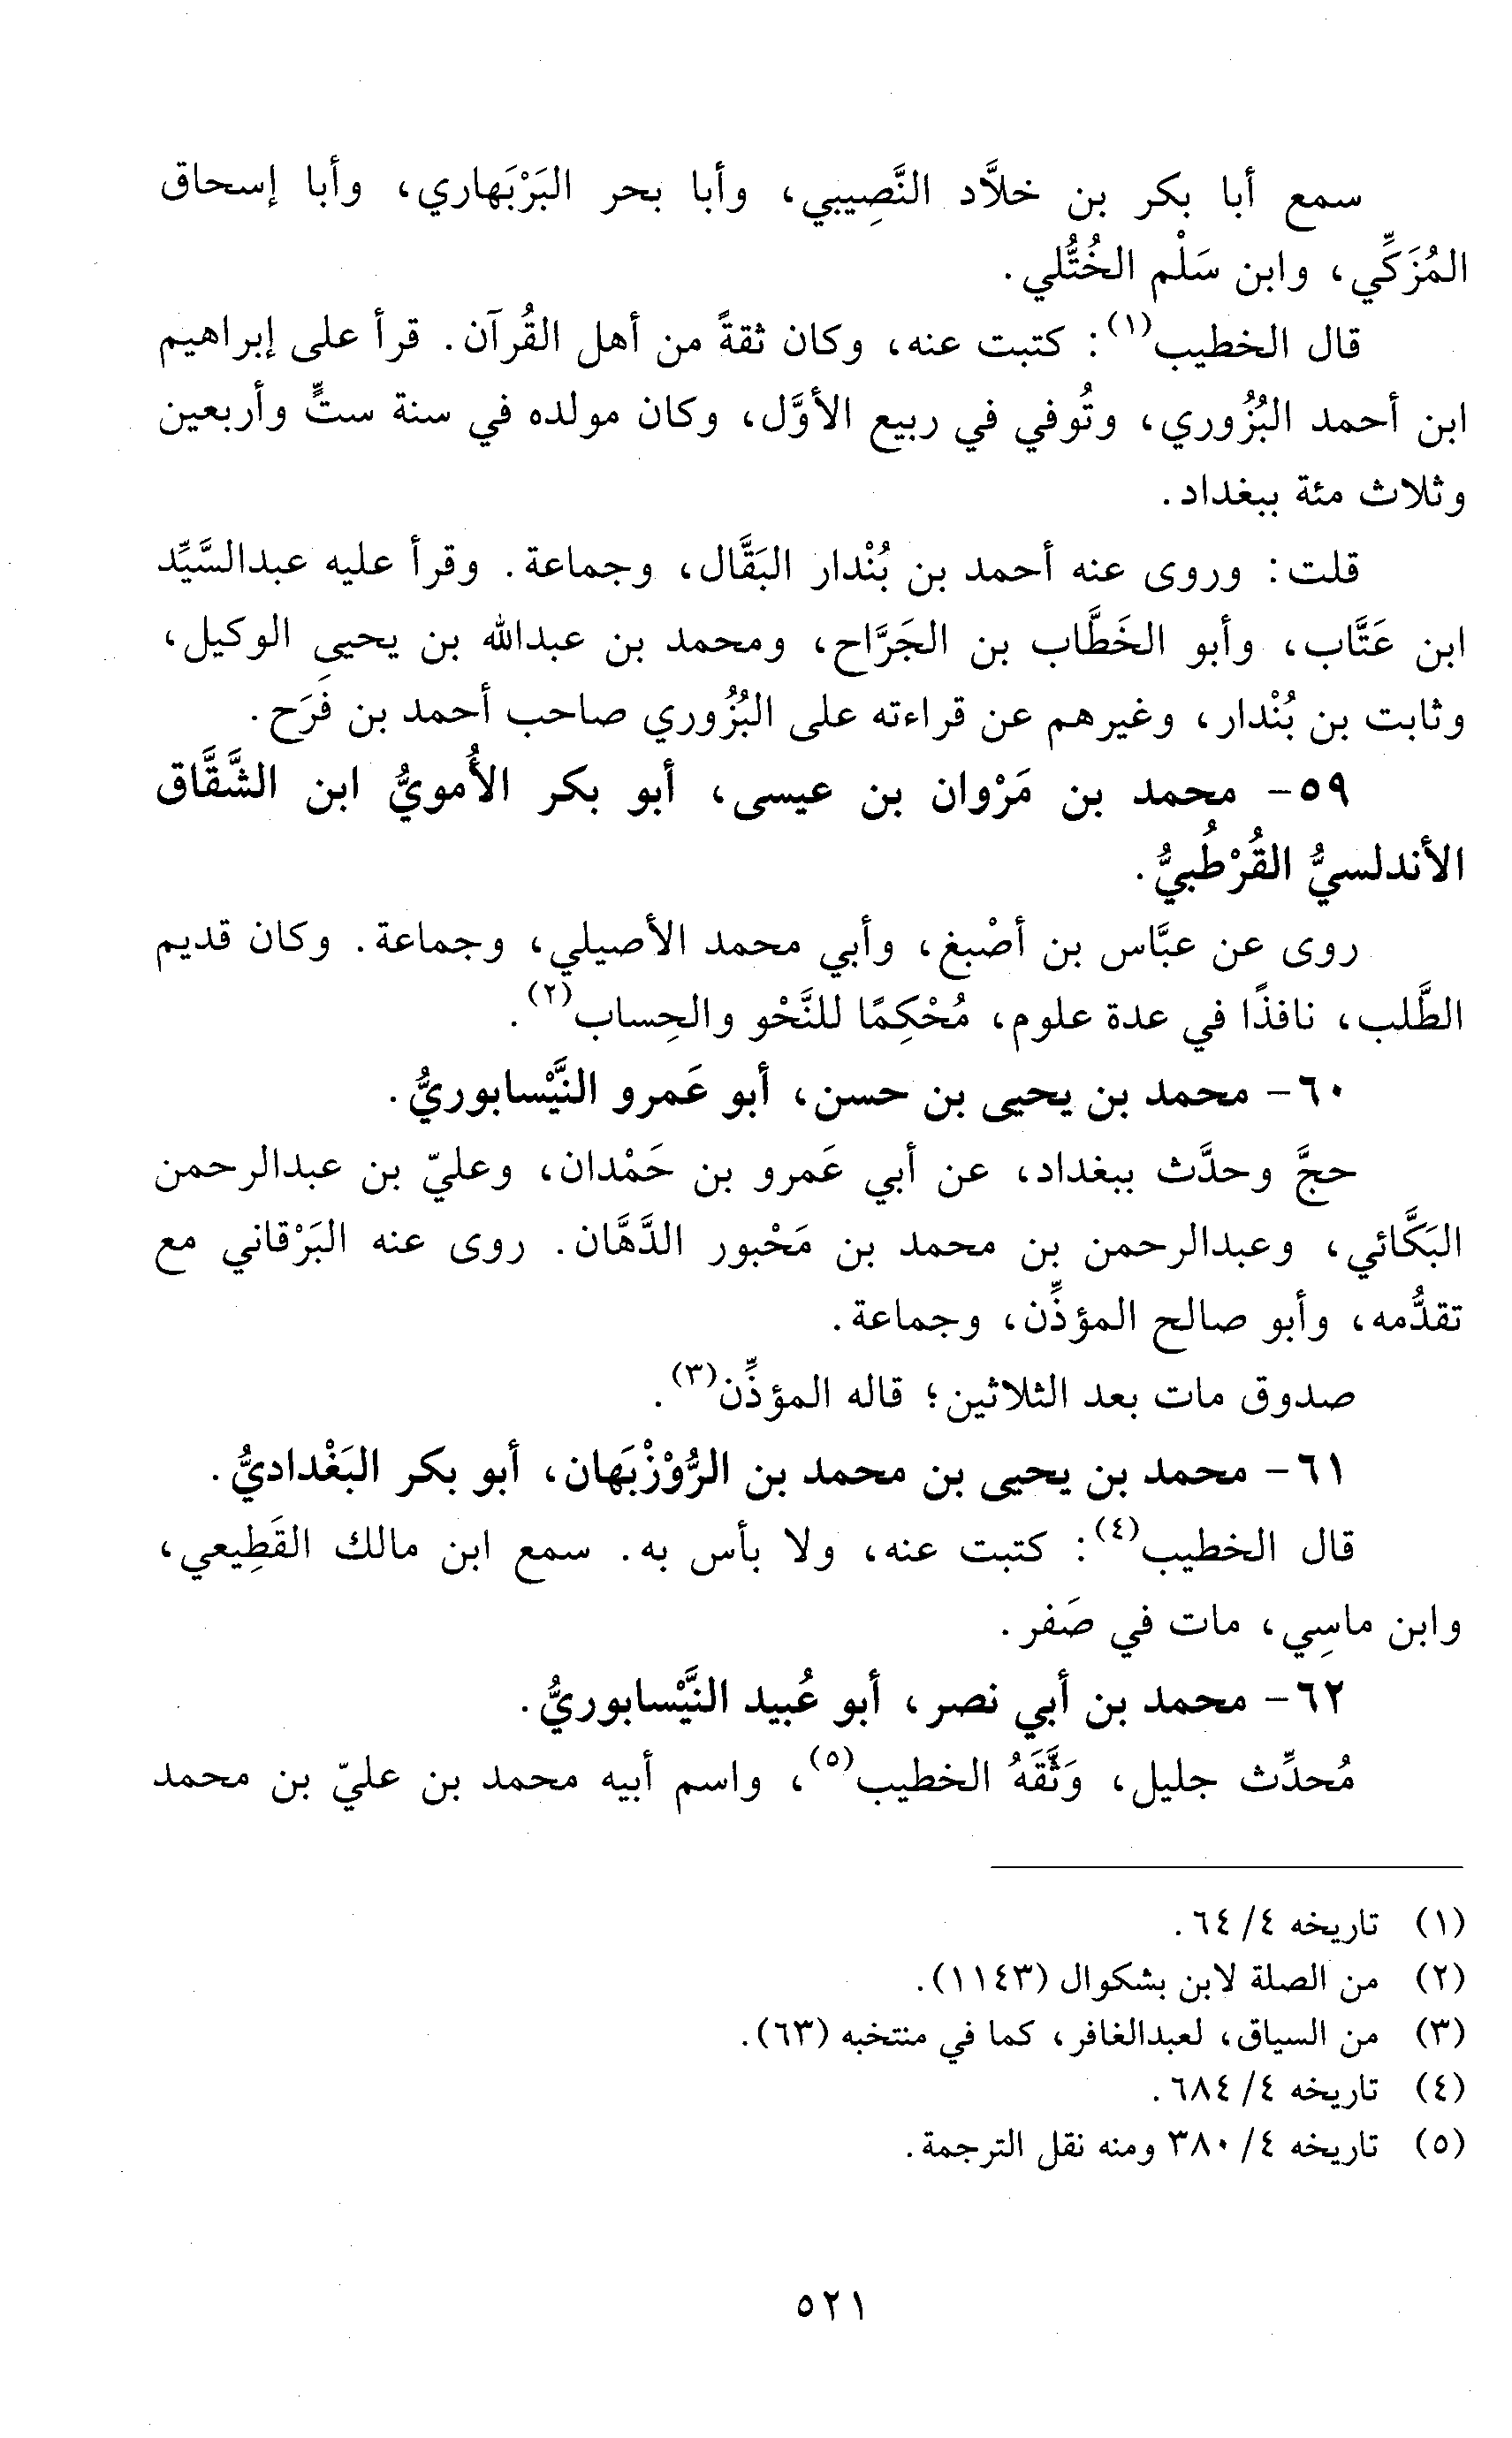 سمع أبا بكر بن خلاَّد النَّصِيبي، وأبا بحر البَرْبَهاري، وأبا إسحاق
المُزَكِّي، وابن سَلْم الخُتُّلي.
قال الخطيب(١): كتبت عنه، وكان ثقةً من أهل القُرآن. قرأ على إبراهيم
ابن أحمد البُزُوري، وتُوفي في ربيع الأوَّل، وكان مولده في سنة ستٍّ وأربعين
وثلاث مئة ببغداد.
قلت: وروى عنه أحمد بن بُنْدار البَقَّال، وجماعة. وقرأ عليه عبدالسَّيِّد
ابن عَتَّاب، وأبو الخَطَّاب بن الجَرَّاح، ومحمد بن عبدالله بن يحيى الوكيل،
وثابت بن بُنْدار، وغيرهم عن قراءته على البُزُوري صاحب أحمد بن فَرَح.
٥٩- محمد بن مَرْوان بن عيسى، أبو بكر الأُمويُّ ابن الشَّقَّاق
الأندلسيُّ القُرْطُبيُّ.
روى عن عبَّاس بن أصْبغ، وأبي محمد الأصيلي، وجماعة. وكان قديم
الطَّلب، نافذًا في عدة علوم، مُحْكِمًا للنَّحْو والحِساب(٢).
٦٠- محمد بن يحيى بن حسن، أبو عَمرو النَّيْسابوريُّ.
حجَّ وحدَّث ببغداد، عن أبي عَمرو بن حَمْدان، وعليّ بن عبدالرحمن
البَكَّائي، وعبدالرحمن بن محمد بن مَحْبور الدَّهَّان. روى عنه البَرْقاني مع
تقدُّمه، وأبو صالح المؤذِّن، وجماعة.
صدوق مات بعد الثلاثين؛ قاله المؤذِّن(٣).
٦١- محمد بن يحيى بن محمد بن الرُّوْزْبَهان، أبو بكر البَغْداديُّ.
قال الخطيب(٤): كتبت عنه، ولا بأس به. سمع ابن مالك القَطِيعي،
وابن ماسِي، مات في صَفر.
٦٢- محمد بن أبي نصر، أبو عُبيد النَّيْسابوريُّ.
مُحدِّث جليل، وَثَّقَهُ الخطيب(٥)، واسم أبيه محمد بن عليّ بن محمد
(١) تاريخه ٤/ ٦٤.
(٢) من الصلة لابن بشكوال (١١٤٣).
(٣) من السياق، لعبدالغافر، كما في منتخبه (٦٣).
(٤) تاريخه ٤/ ٦٨٤.
(٥) تاريخه ٤/ ٣٨٠ ومنه نقل الترجمة.
٥٢١